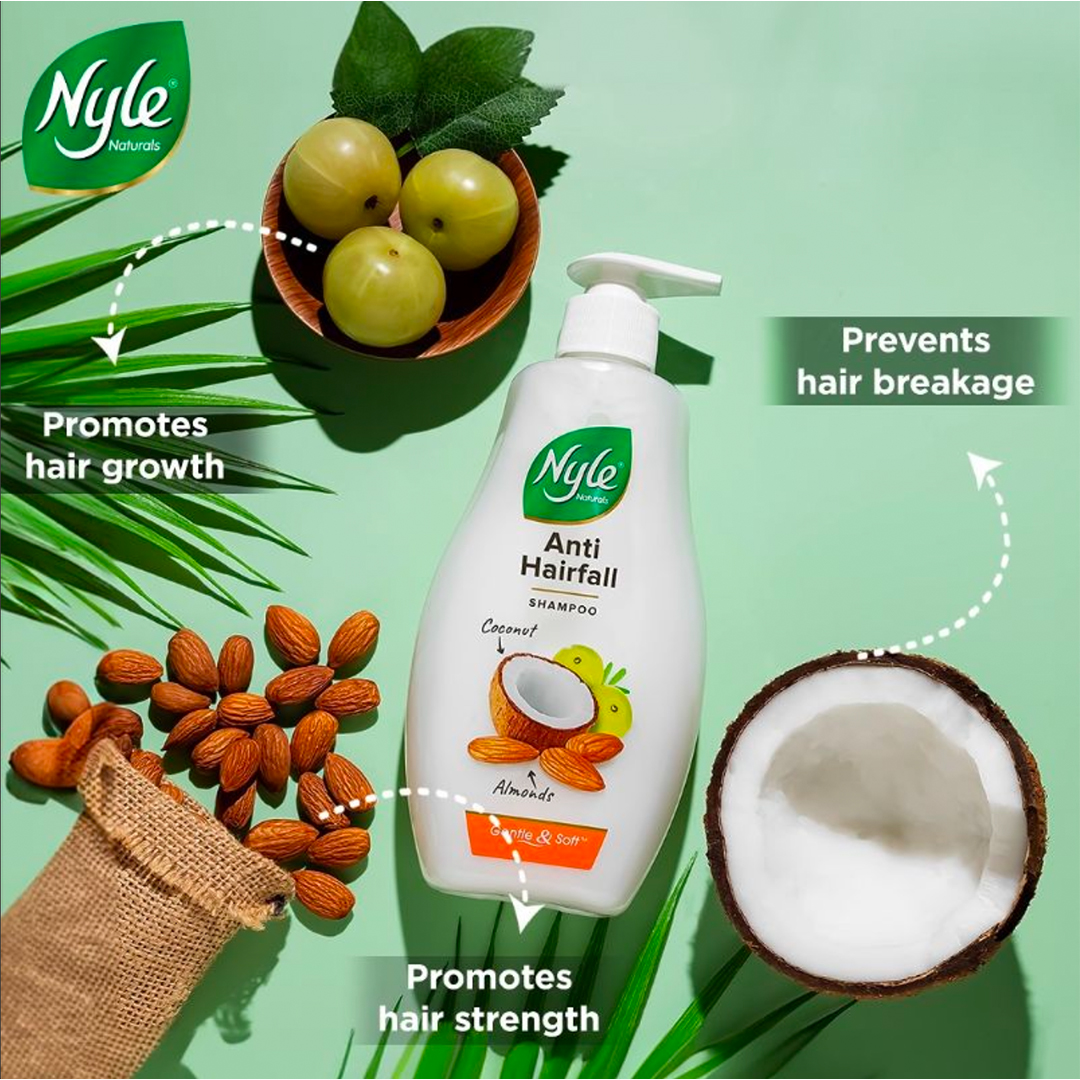 Nyle
Naturals
Promotes
hair growth
Prevents
hair breakage
Nyle
Naturals
Anti
Hairfall
SHAMPOO
Coconut
Almonds
Gentle & Soft™
Promotes
hair strength